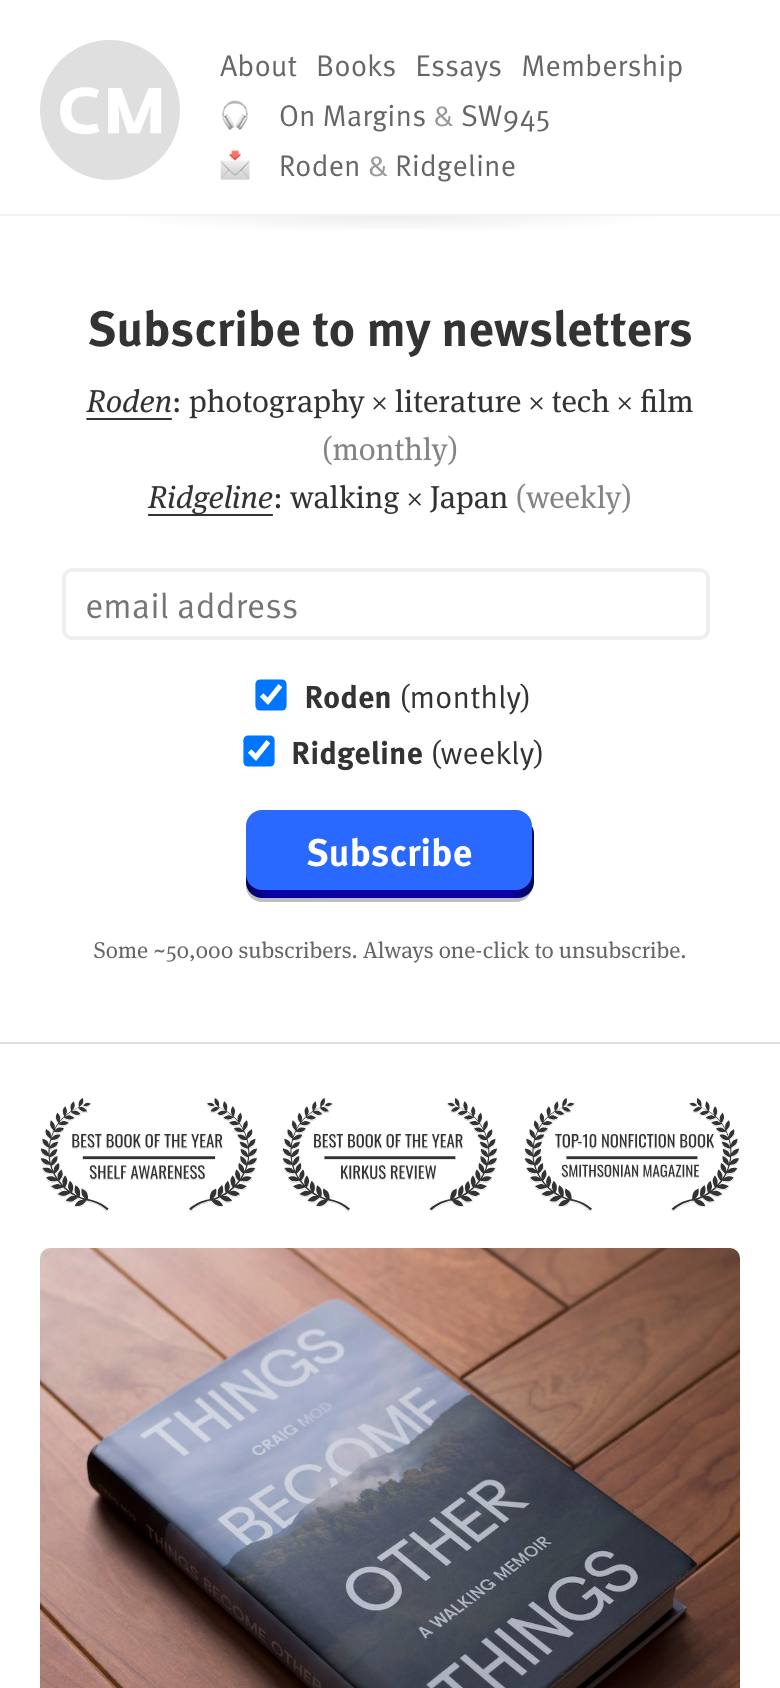 CM
About Books Essays Membership
On Margins & SW945
Roden & Ridgeline
Subscribe to my newsletters
Roden: photography × literature × tech × film
(monthly)
Ridgeline: walking × Japan (weekly)
email address
Roden (monthly)
Ridgeline (weekly)
Subscribe
Some ~50,000 subscribers. Always one-click to unsubscribe.
BEST BOOK OF THE YEAR
SHELF AWARENESS
BEST BOOK OF THE YEAR
KIRKUS REVIEW
TOP-10 NONFICTION BOOK
SMITHSONIAN MAGAZINE
THINGS
CRAIG MOD
BECOME
OTHER
A WALKING MEMOIR
THINGS
THINGS BECOME OTHER